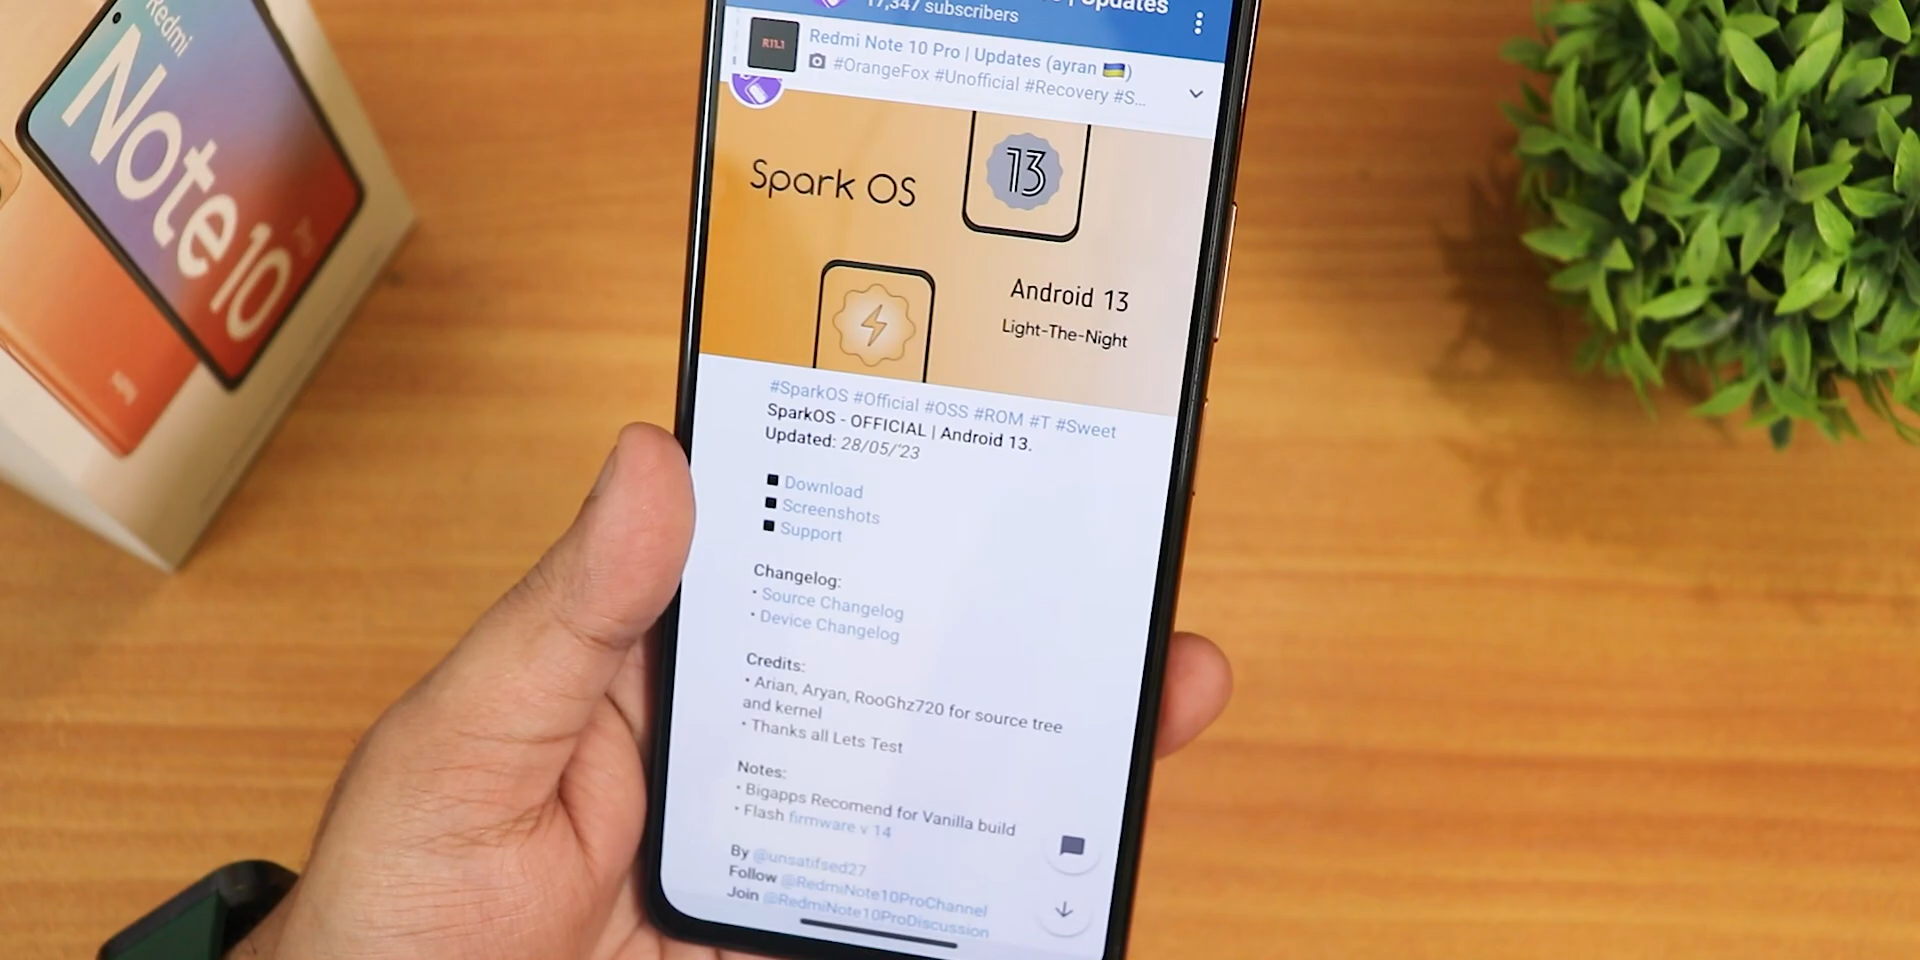 Redmi
Note 10
Updates
17,347 subscribers
R11.1
Redmi Note 10 Pro | Updates (ayran 🇺🇦)
#OrangeFox #Unofficial #Recovery #S...
Spark OS
13
Android 13
Light-The-Night
#SparkOS #Official #OSS #ROM #T #Sweet
SparkOS - OFFICIAL | Android 13.
Updated: 28/05/'23
Download
Screenshots
Support
Changelog:
• Source Changelog
• Device Changelog
Credits:
• Arian, Aryan, RooGhz720 for source tree
and kernel
• Thanks all Lets Test
Notes:
• Bigapps Recomend for Vanilla build
• Flash firmware v 14
By @unsatifsed27
Follow @RedmiNote10ProChannel
Join @RedmiNote10ProDiscussion